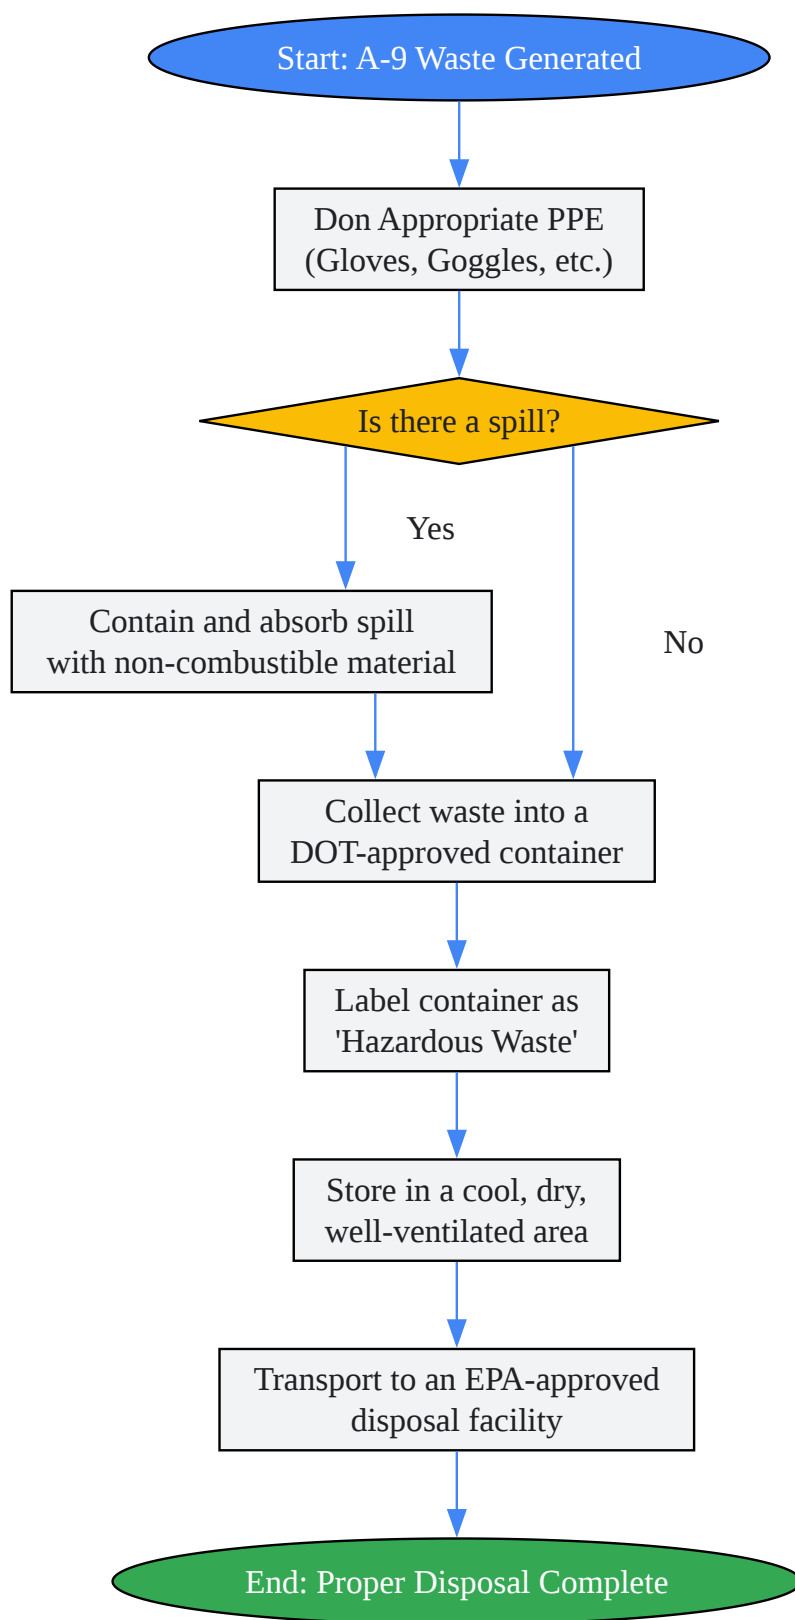 Start: A-9 Waste Generated
Don Appropriate PPE
(Gloves, Goggles, etc.)
Is there a spill?
Yes
Contain and absorb spill
with non-combustible material
No
Collect waste into a
DOT-approved container
Label container as
'Hazardous Waste'
Store in a cool, dry,
well-ventilated area
Transport to an EPA-approved
disposal facility
End: Proper Disposal Complete